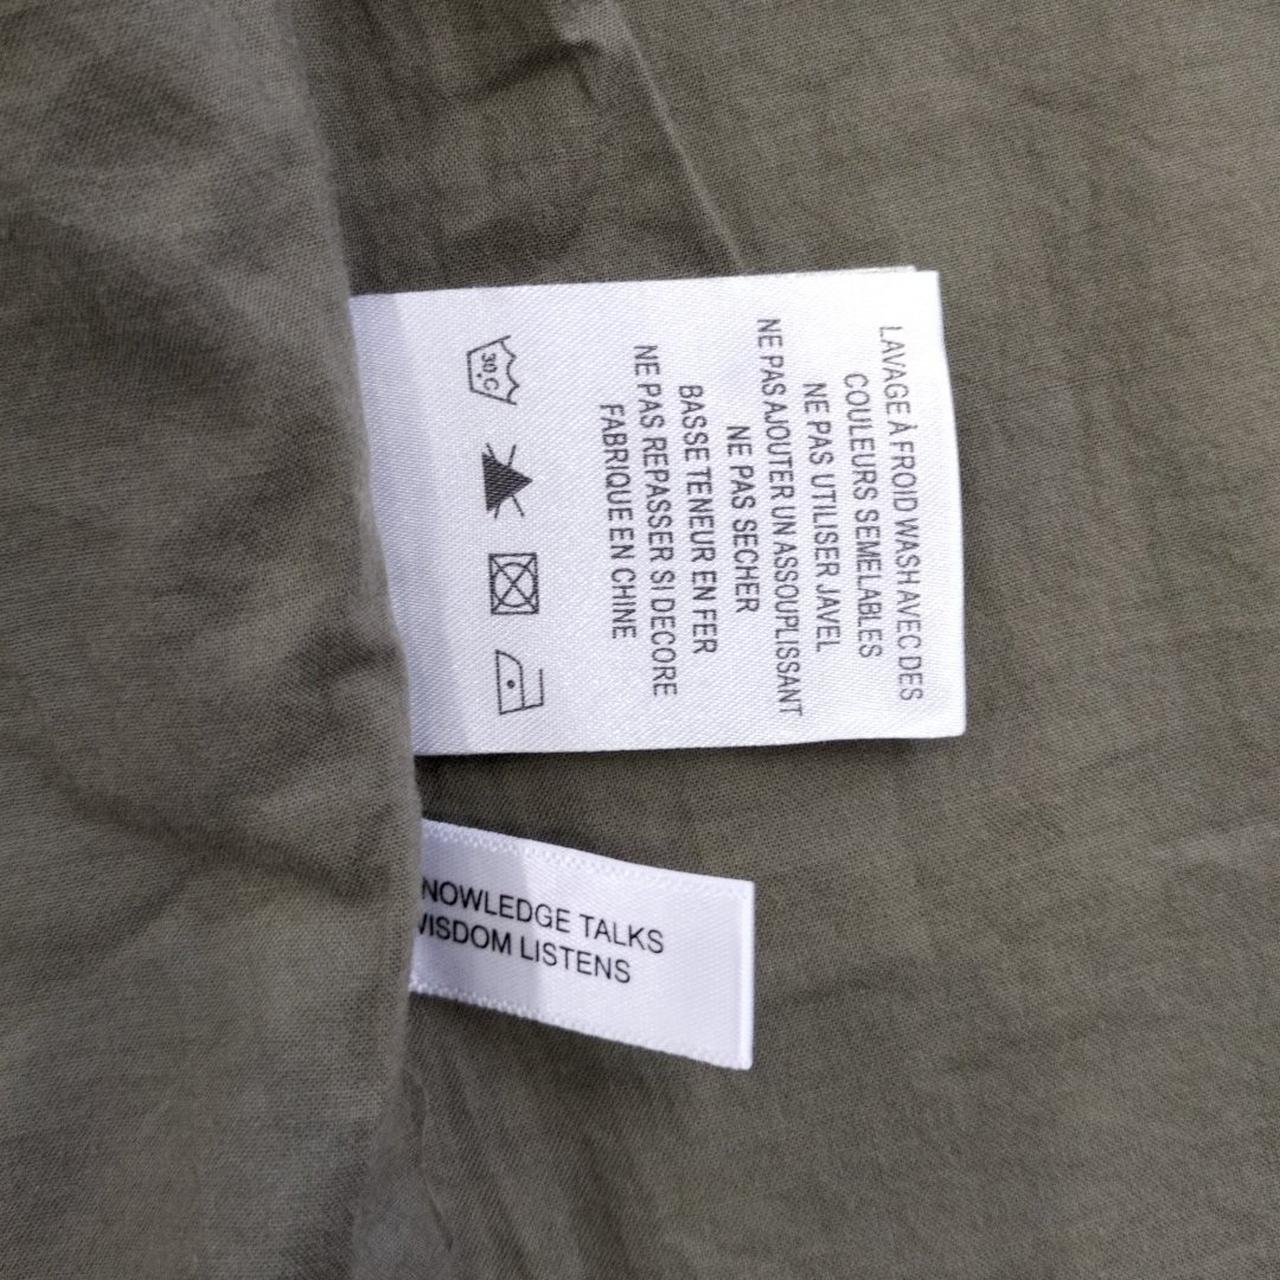 LAVAGE À FROID WASH AVEC DES
COULEURS SEMELABLES
NE PAS UTILISER JAVEL
NE PAS AJOUTER UN ASSOUPLISSANT
NE PAS SECHER
BASSE TENEUR EN FER
NE PAS REPASSER SI DECORE
FABRIQUE EN CHINE
30.C
NOWLEDGE TALKS
WISDOM LISTENS